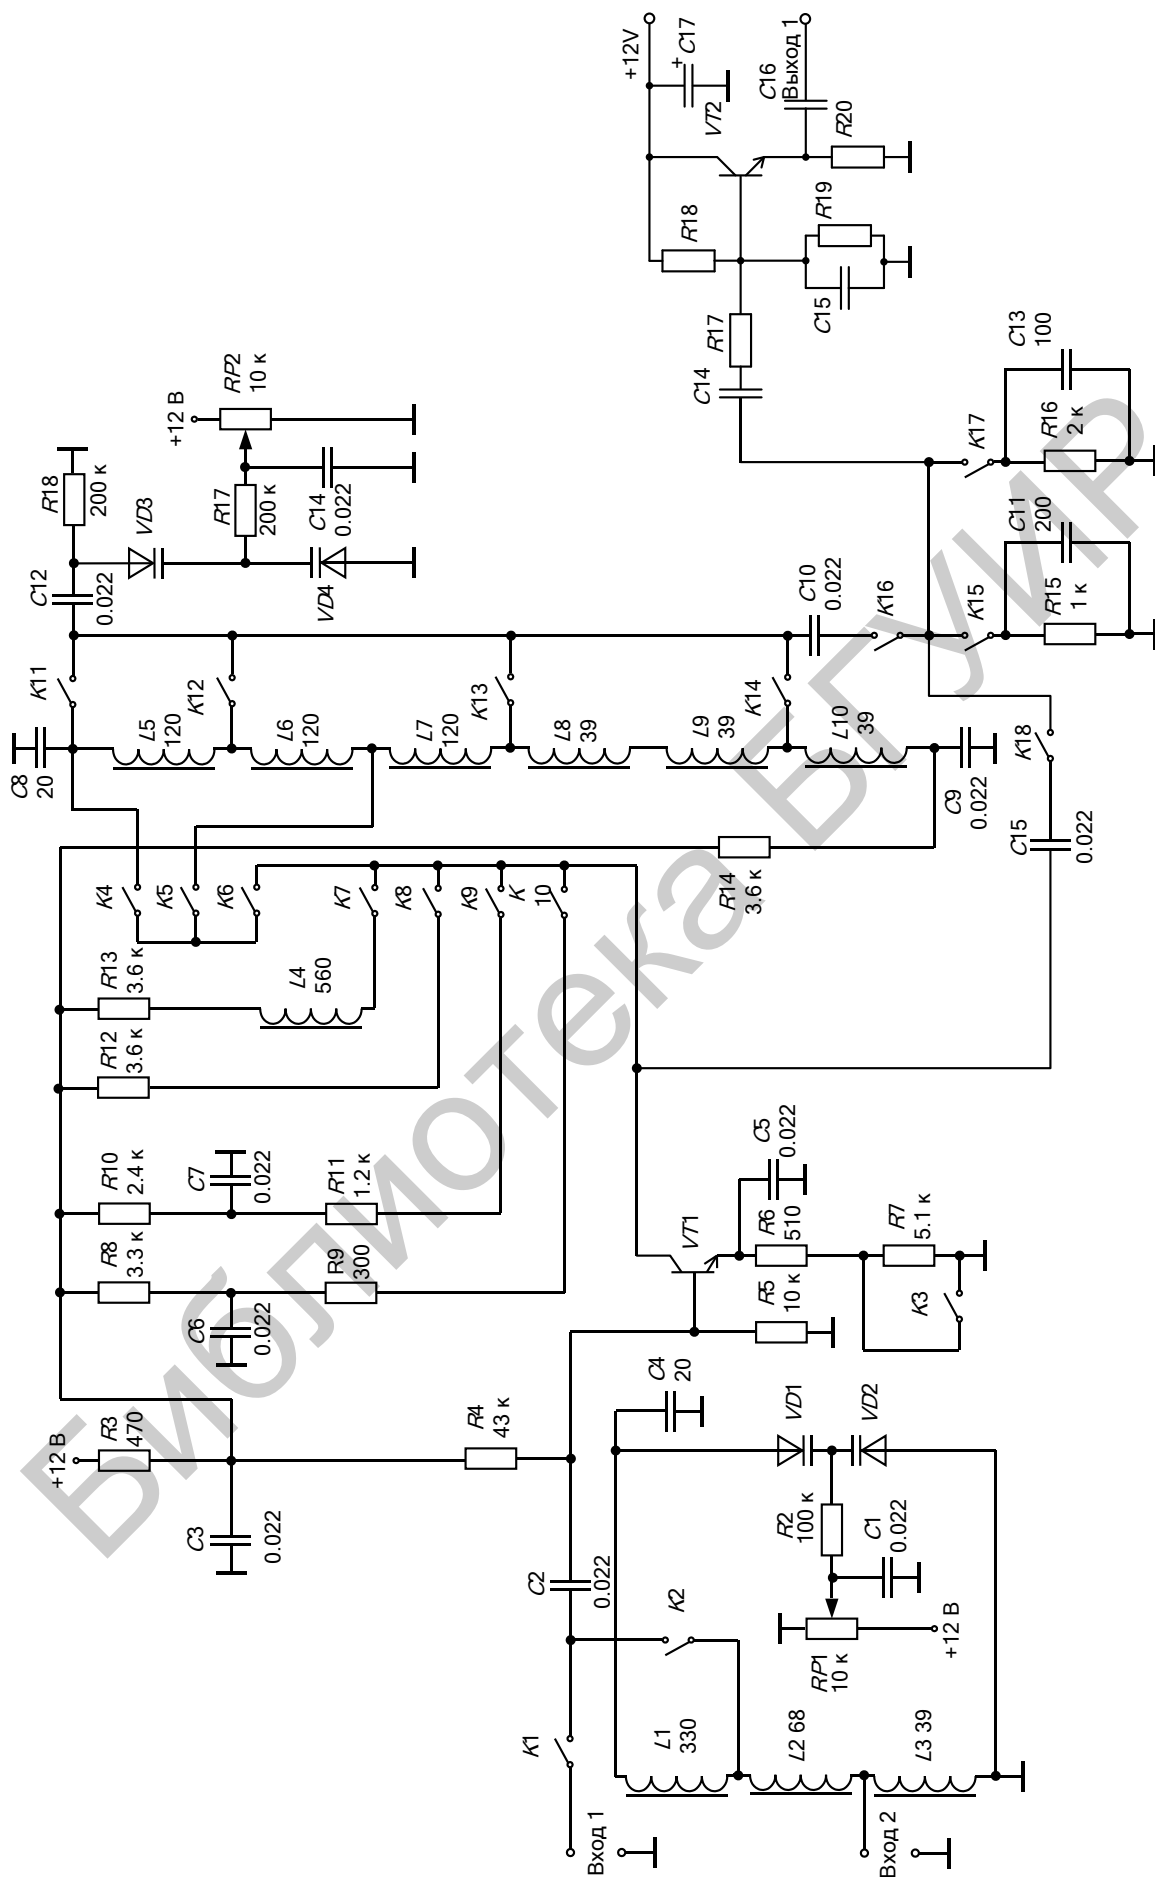 Вход 1
Вход 2
K1
L1
330
L2 68
L3 39
K2
RP1
10 к
+12 В
C1
0.022
R2
100 к
VD1
VD2
C2
0.022
C4
20
R4
43 к
+12 В
R3
470
C3
0.022
R5
10 к
R6
510
R7
5.1 к
K3
C5
0.022
VT1
R8
3.3 к
C6
0.022
R9
300
R10
2.4 к
C7
0.022
R11
1.2 к
R12
3.6 к
R13
3.6 к
L4
560
K4
K5
K6
K7
K8
K9
K
10
R14
3.6 к
C15
0.022
K18
C8
20
L5
120
L6
120
L7
120
L8
39
L9
39
L10
39
C9
0.022
K11
K12
K13
K14
C10
0.022
K16
K15
K17
R15
1 к
C11
200
R16
2 к
C13
100
C12
0.022
R18
200 к
VD3
VD4
R17
200 к
C14
0.022
+12 В
RP2
10 к
C14
R17
R18
C15
R19
VT2
+
C17
+12V
C16
Выход 1
R20
Библиотека БГУИР